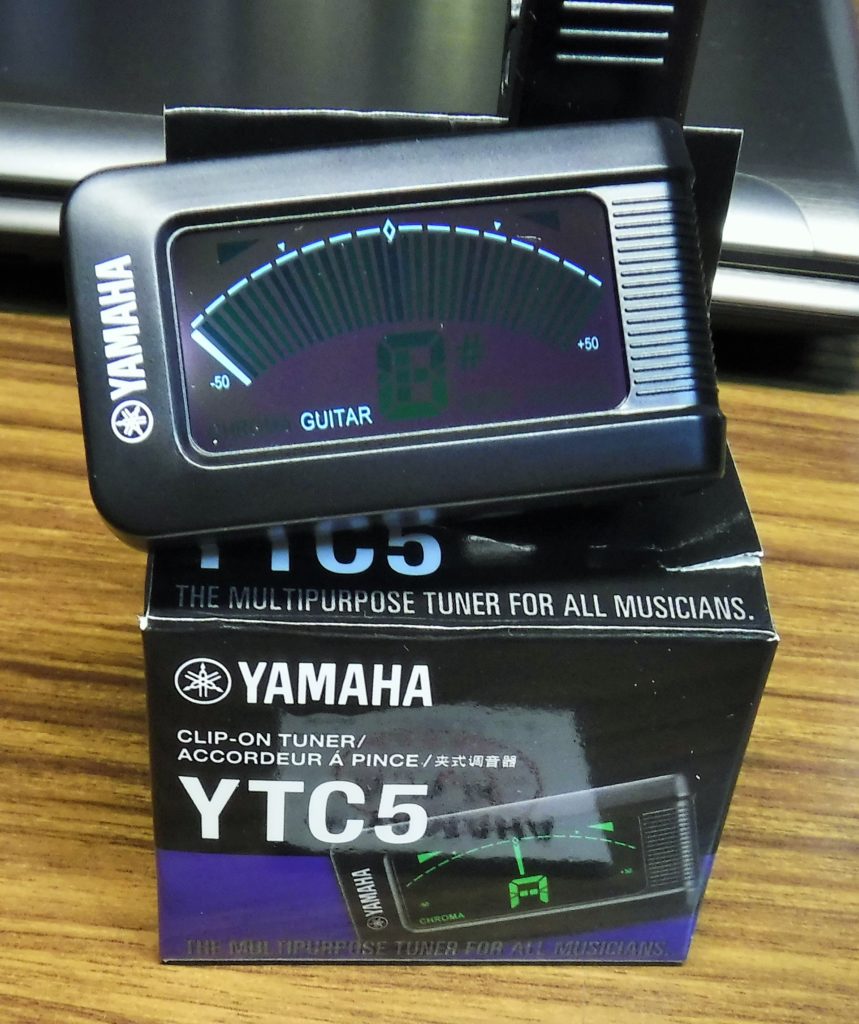 YAMAHA
-50
+50
#
GUITAR
YTC5
THE MULTIPURPOSE TUNER FOR ALL MUSICIANS.
YAMAHA
CLIP-ON TUNER/
ACCORDEUR Á PINCE/夹式调音器
YTC5
YAMAHA
CHROMA
THE MULTIPURPOSE TUNER FOR ALL MUSICIANS.